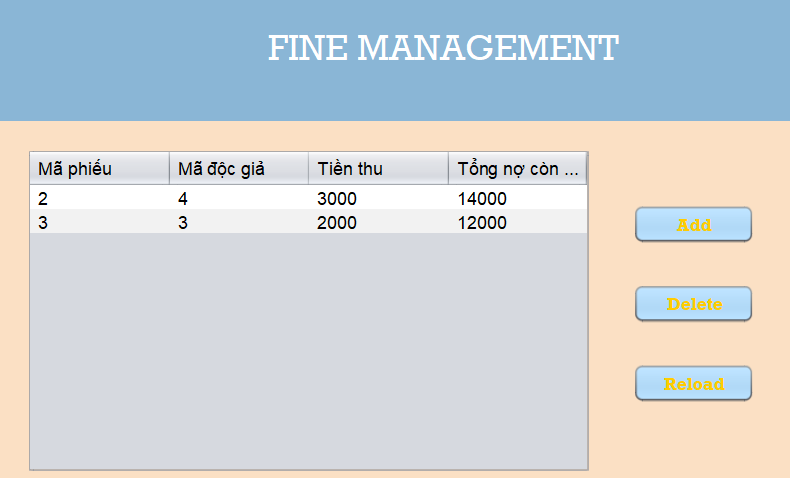 FINE MANAGEMENT
Mã phiếu Mã độc giả Tiền thu Tổng nợ còn ...
2 4 3000 14000
3 3 2000 12000
Add
Delete
Reload